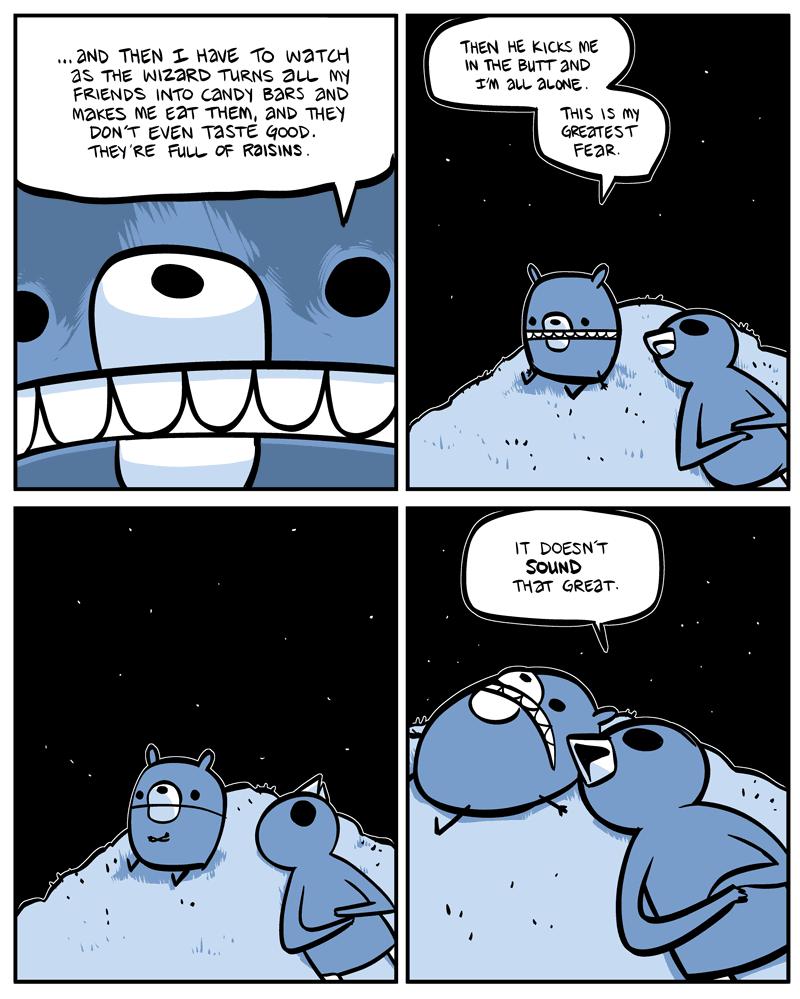 ...AND THEN I HAVE TO WATCH
AS THE WIZARD TURNS ALL MY
FRIENDS INTO CANDY BARS AND
MAKES ME EAT THEM, AND THEY
DON'T EVEN TASTE GOOD.
THEY'RE FULL OF RAISINS.
THEN HE KICKS ME
IN THE BUTT AND
I'M ALL ALONE.
THIS IS MY
GREATEST
FEAR.
IT DOESN'T
SOUND
THAT GREAT.